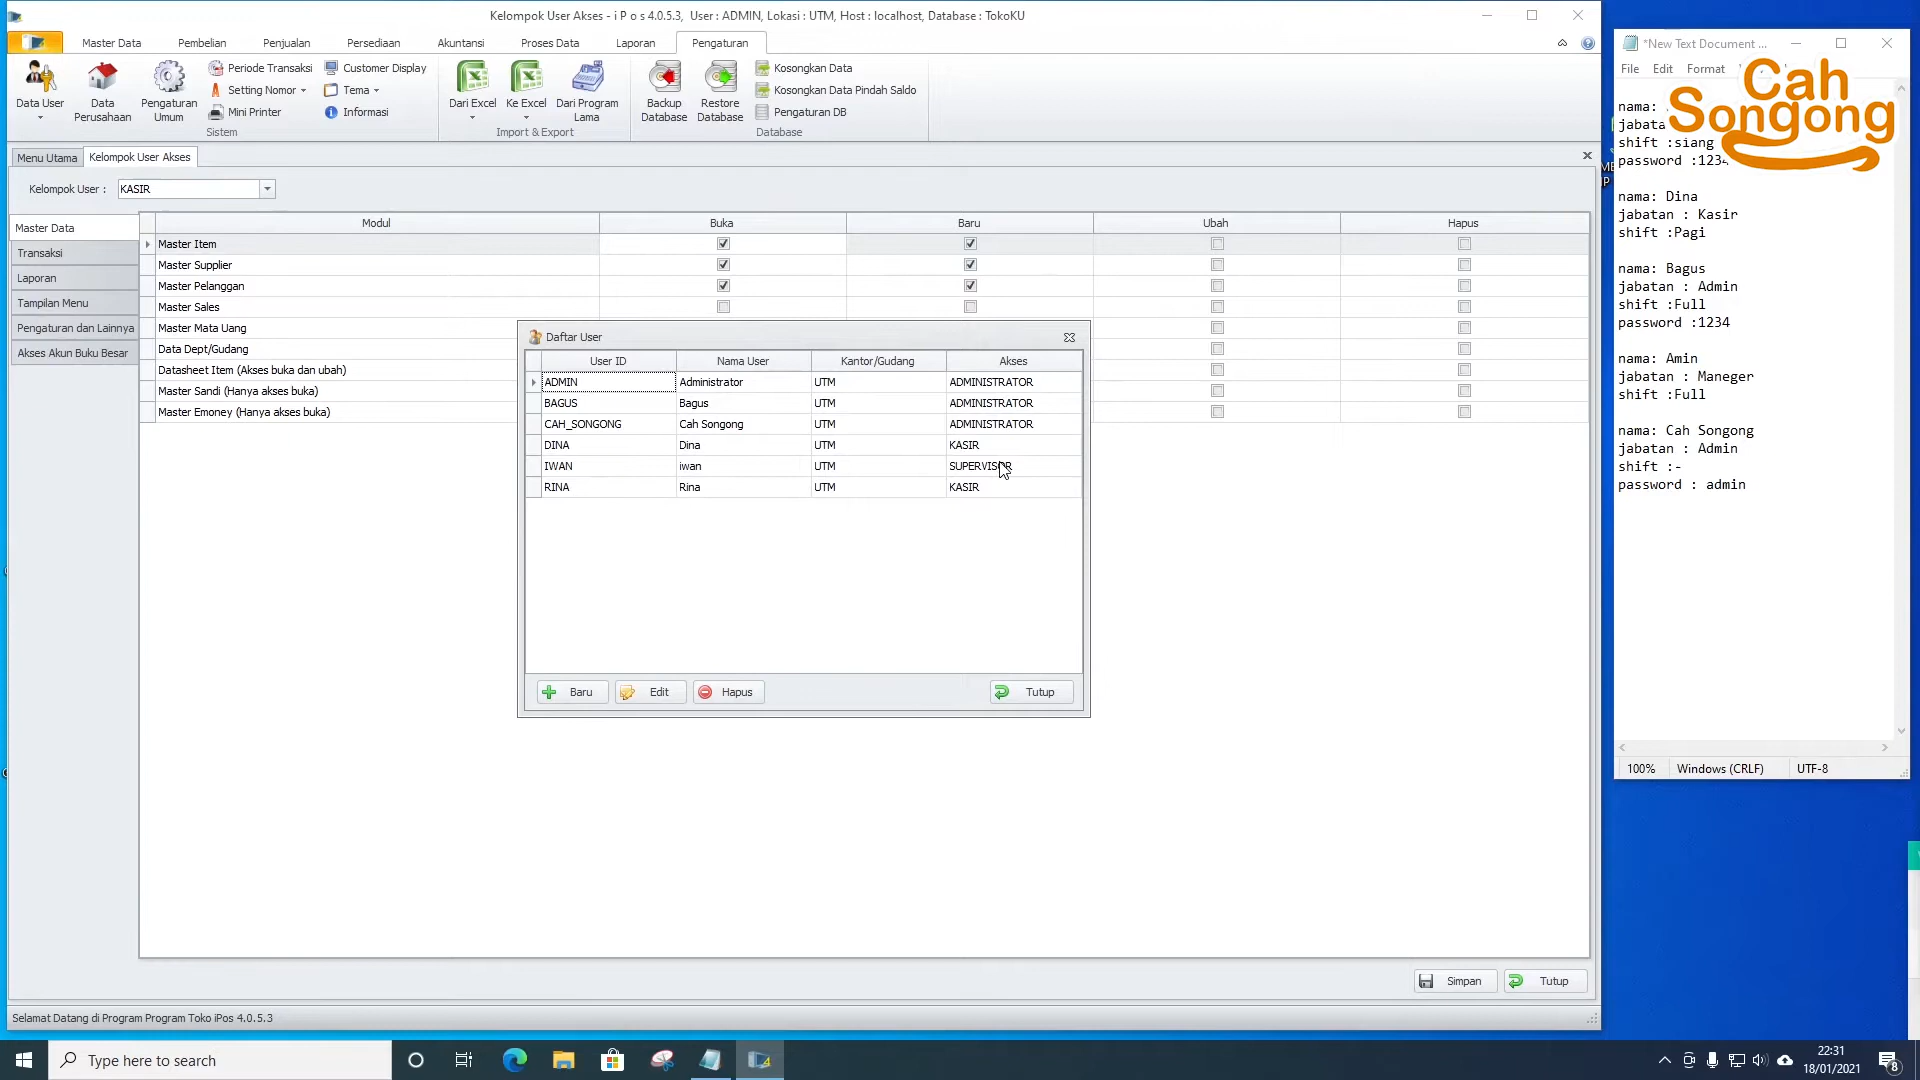 Kelompok User Akses - i P o s 4.0.5.3,  User : ADMIN, Lokasi : UTM, Host : localhost, Database : TokoKU
Master Data
Pembelian
Penjualan
Persediaan
Akuntansi
Proses Data
Laporan
Pengaturan
Data User
Data Perusahaan
Pengaturan Umum
Periode Transaksi
Setting Nomor
Mini Printer
Customer Display
Tema
Informasi
Sistem
Dari Excel
Ke Excel
Dari Program Lama
Import & Export
Backup Database
Restore Database
Kosongkan Data
Kosongkan Data Pindah Saldo
Pengaturan DB
Database
Menu Utama
Kelompok User Akses
Kelompok User :
KASIR
Master Data
Transaksi
Laporan
Tampilan Menu
Pengaturan dan Lainnya
Akses Akun Buku Besar
Modul Buka Baru Ubah Hapus
Master Item
Master Supplier
Master Pelanggan
Master Sales
Master Mata Uang
Data Dept/Gudang
Datasheet Item (Akses buka dan ubah)
Master Sandi (Hanya akses buka)
Master Emoney (Hanya akses buka)
Daftar User
User ID Nama User Kantor/Gudang Akses
ADMIN Administrator UTM ADMINISTRATOR
BAGUS Bagus UTM ADMINISTRATOR
CAH_SONGONG Cah Songong UTM ADMINISTRATOR
DINA Dina UTM KASIR
IWAN iwan UTM SUPERVISOR
RINA Rina UTM KASIR
Baru
Edit
Hapus
Tutup
Simpan
Tutup
Selamat Datang di Program Program Toko iPos 4.0.5.3
*New Text Document ...
File Edit Format
Cah
Songong
nama:
jabata
shift :siang
password :1234
nama: Dina
jabatan : Kasir
shift :Pagi
nama: Bagus
jabatan : Admin
shift :Full
password :1234
nama: Amin
jabatan : Maneger
shift :Full
nama: Cah Songong
jabatan : Admin
shift :-
password : admin
100%
Windows (CRLF)
UTF-8
Type here to search
22:31
18/01/2021
8